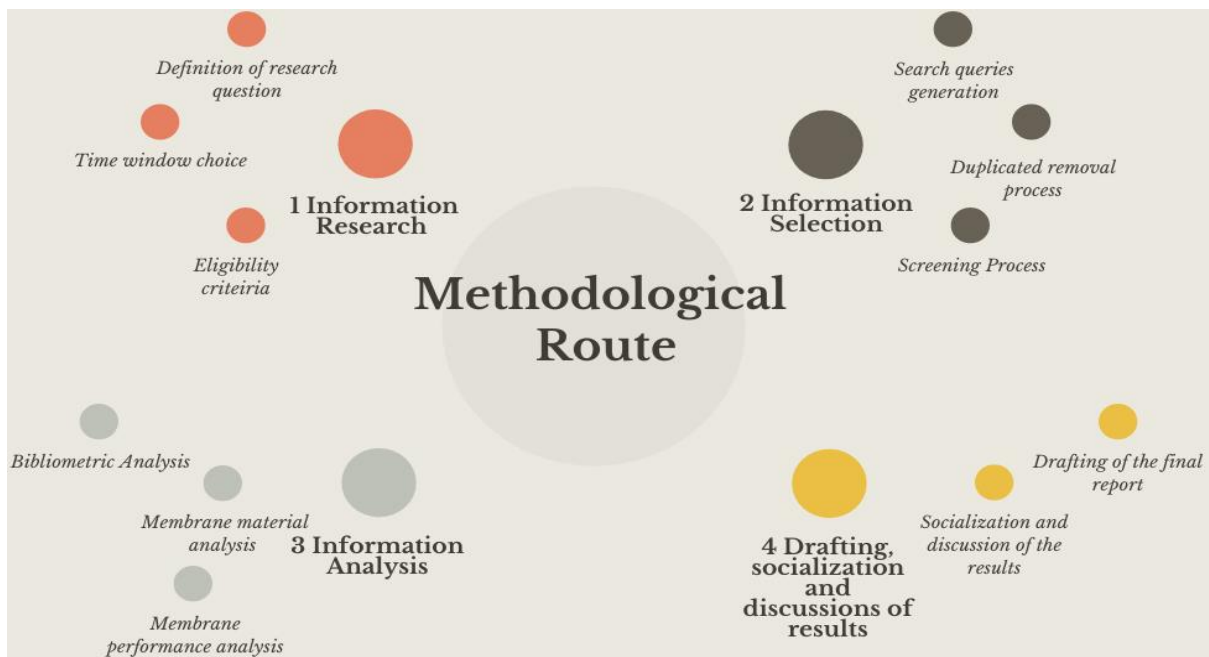 Methodological
Route
1 Information
Research
Definition of research
question
Time window choice
Eligibility
criteiria
2 Information
Selection
Search queries
generation
Duplicated removal
process
Screening Process
3 Information
Analysis
Bibliometric Analysis
Membrane material
analysis
Membrane
performance analysis
4 Drafting,
socialization
and
discussions of
results
Drafting of the final
report
Socialization and
discussion of the
results